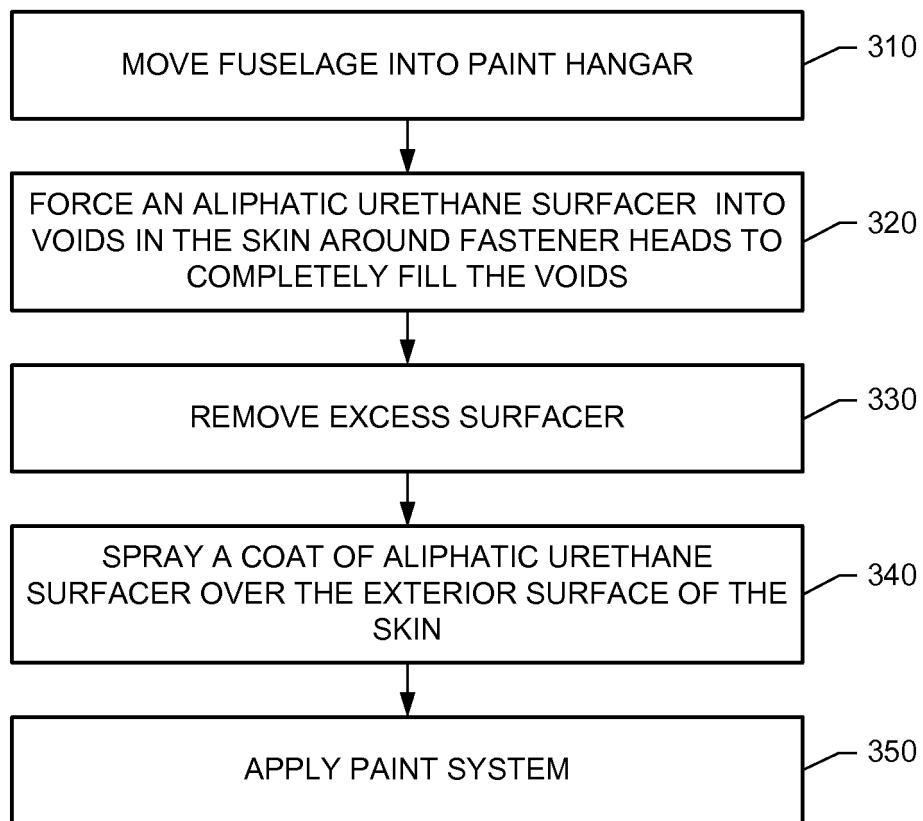 MOVE FUSELAGE INTO PAINT HANGAR
310
FORCE AN ALIPHATIC URETHANE SURFACER INTO
VOIDS IN THE SKIN AROUND FASTENER HEADS TO
COMPLETELY FILL THE VOIDS
320
REMOVE EXCESS SURFACER
330
SPRAY A COAT OF ALIPHATIC URETHANE
SURFACER OVER THE EXTERIOR SURFACE OF THE
SKIN
340
APPLY PAINT SYSTEM
350